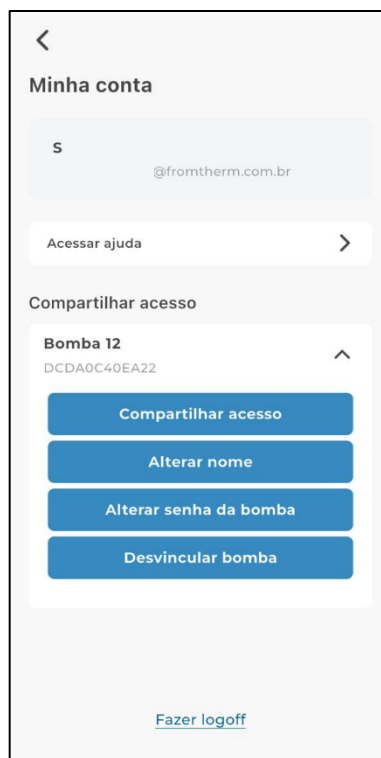 Minha conta
S
@fromtherm.com.br
Acessar ajuda
Compartilhar acesso
Bomba 12
DCDA0C40EA22
Compartilhar acesso
Alterar nome
Alterar senha da bomba
Desvincular bomba
Fazer logoff